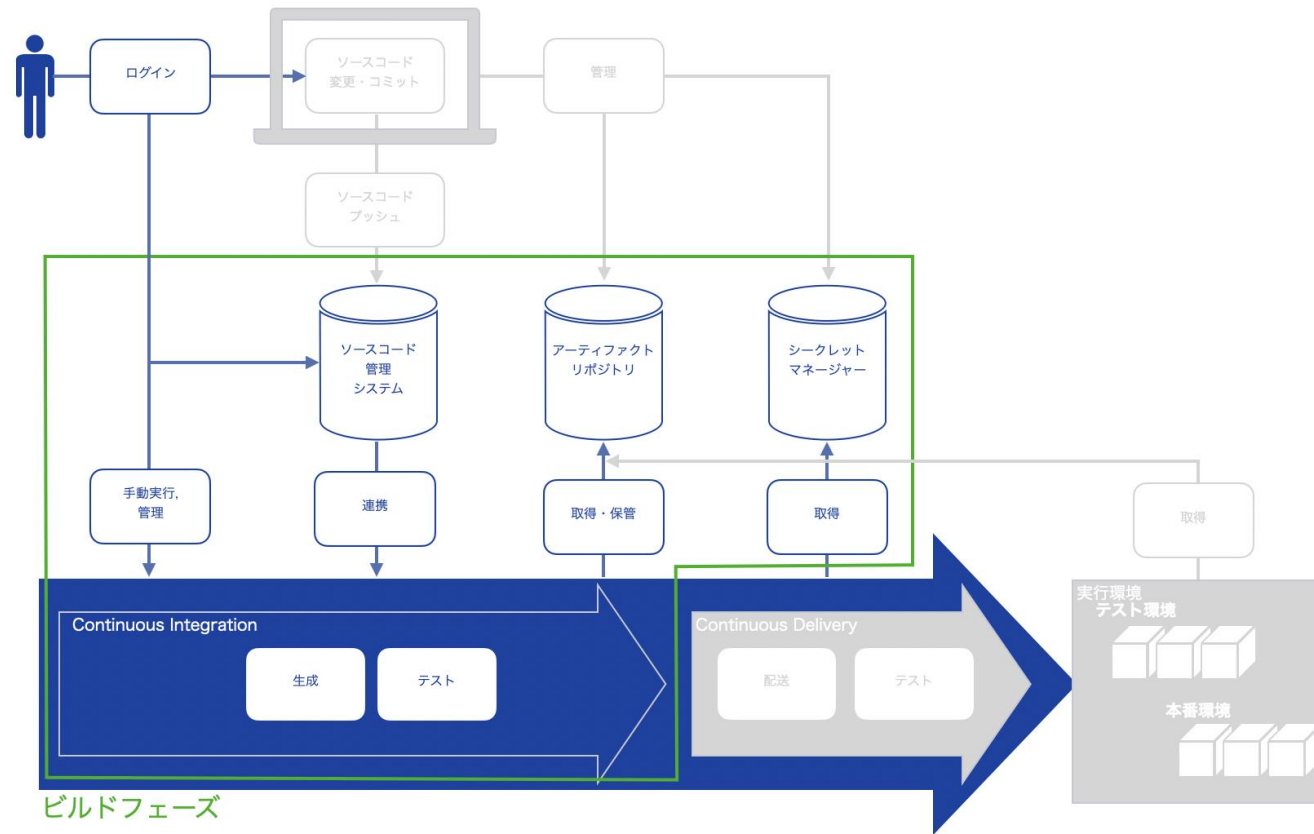 ログイン
ソースコード
変更・コミット
管理
ソースコード
プッシュ
ソースコード
管理
システム
アーティファクト
リポジトリ
シークレット
マネージャー
手動実行,
管理
連携
取得・保管
取得
取得
Continuous Integration
生成
テスト
Continuous Delivery
配送
テスト
実行環境
テスト環境
本番環境
ビルドフェーズ